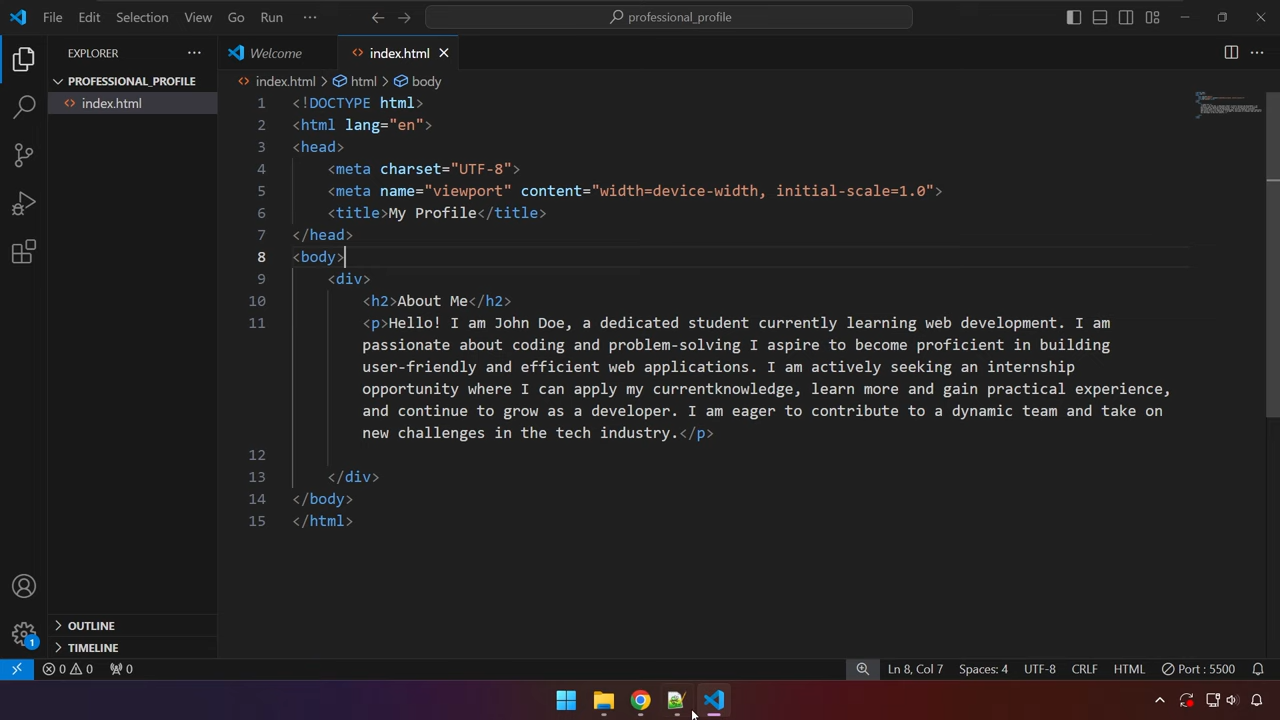 File Edit Selection View Go Run ··· professional_profile
EXPLORER ···
PROFESSIONAL_PROFILE
index.html
OUTLINE
TIMELINE
Welcome index.html
index.html > html > body
1 <!DOCTYPE html>
2 <html lang="en">
3 <head>
4 <meta charset="UTF-8">
5 <meta name="viewport" content="width=device-width, initial-scale=1.0">
6 <title>My Profile</title>
7 </head>
8 <body>
9 <div>
10 <h2>About Me</h2>
11 <p>Hello! I am John Doe, a dedicated student currently learning web development. I am
passionate about coding and problem-solving I aspire to become proficient in building
user-friendly and efficient web applications. I am actively seeking an internship
opportunity where I can apply my currentknowledge, learn more and gain practical experience,
and continue to grow as a developer. I am eager to contribute to a dynamic team and take on
new challenges in the tech industry.</p>
12
13 </div>
14 </body>
15 </html>
1
0 0 0 Ln 8, Col 7 Spaces: 4 UTF-8 CRLF HTML Port : 5500